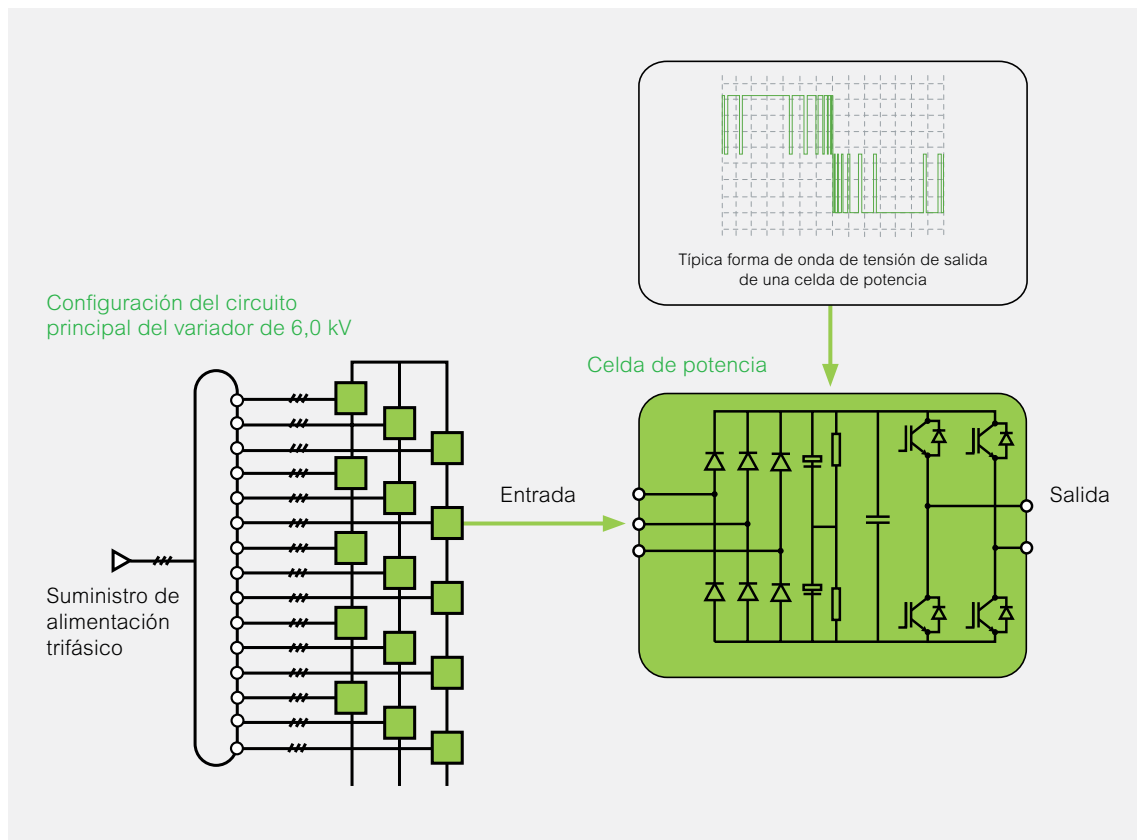 Típica forma de onda de tensión de salida
de una celda de potencia
Configuración del circuito
principal del variador de 6,0 kV
Celda de potencia
Entrada
Salida
Suministro de
alimentación
trifásico